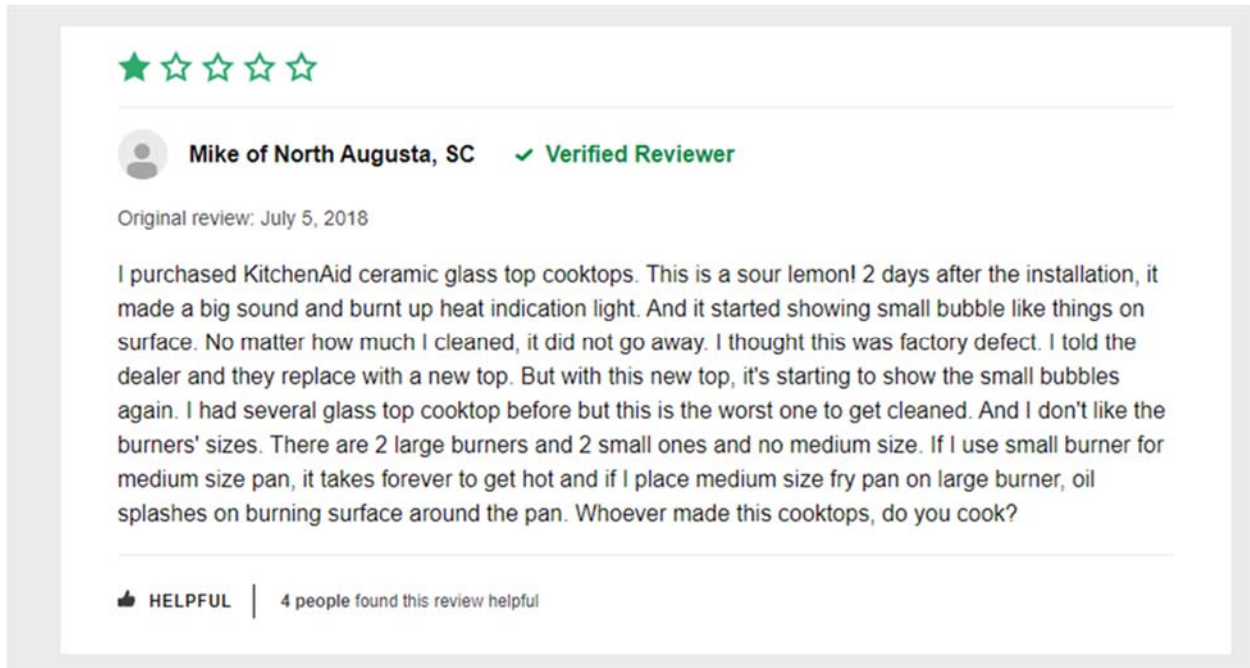 Mike of North Augusta, SC Verified Reviewer
Original review: July 5, 2018
I purchased KitchenAid ceramic glass top cooktops. This is a sour lemon! 2 days after the installation, it
made a big sound and burnt up heat indication light. And it started showing small bubble like things on
surface. No matter how much I cleaned, it did not go away. I thought this was factory defect. I told the
dealer and they replace with a new top. But with this new top, it's starting to show the small bubbles
again. I had several glass top cooktop before but this is the worst one to get cleaned. And I don't like the
burners' sizes. There are 2 large burners and 2 small ones and no medium size. If I use small burner for
medium size pan, it takes forever to get hot and if I place medium size fry pan on large burner, oil
splashes on burning surface around the pan. Whoever made this cooktops, do you cook?
HELPFUL 4 people found this review helpful